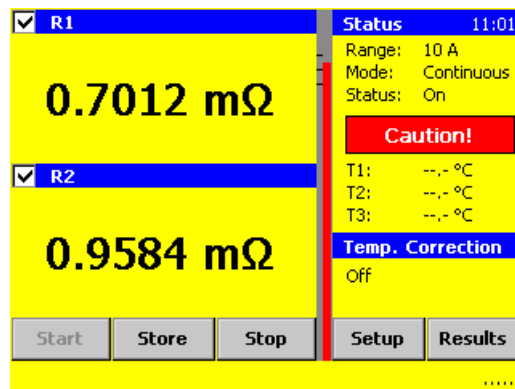 R1
0.7012 mΩ
R2
0.9584 mΩ
Start Store Stop
Status 11:01
Range: 10 A
Mode: Continuous
Status: On
Caution!
T1: --,- °C
T2: --,- °C
T3: --,- °C
Temp. Correction
Off
Setup Results
.....